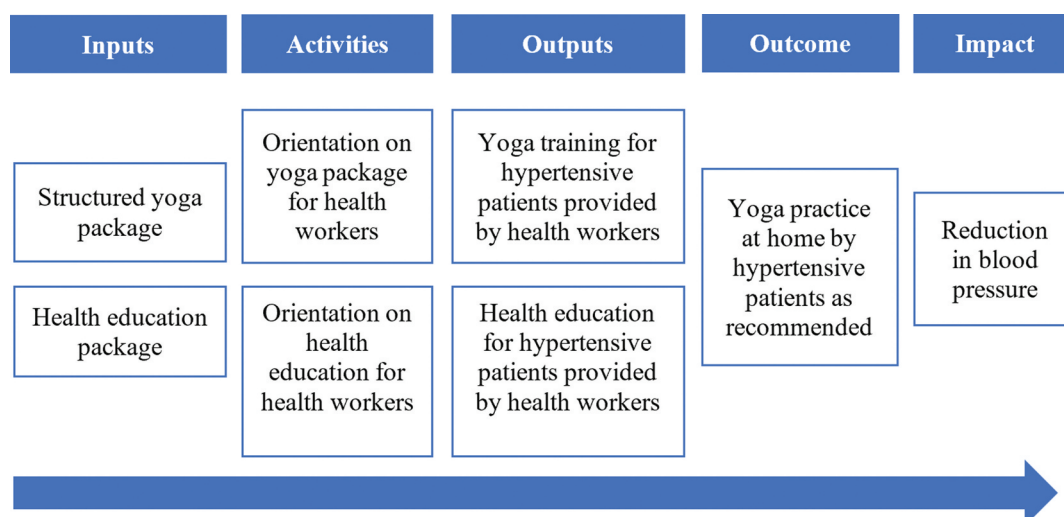 Inputs
Activities
Outputs
Outcome
Impact
Structured yoga
package
Health education
package
Orientation on
yoga package
for health
workers
Orientation on
health
education for
health workers
Yoga training for
hypertensive
patients provided
by health workers
Health education
for hypertensive
patients provided
by health workers
Yoga practice
at home by
hypertensive
patients as
recommended
Reduction
in blood
pressure